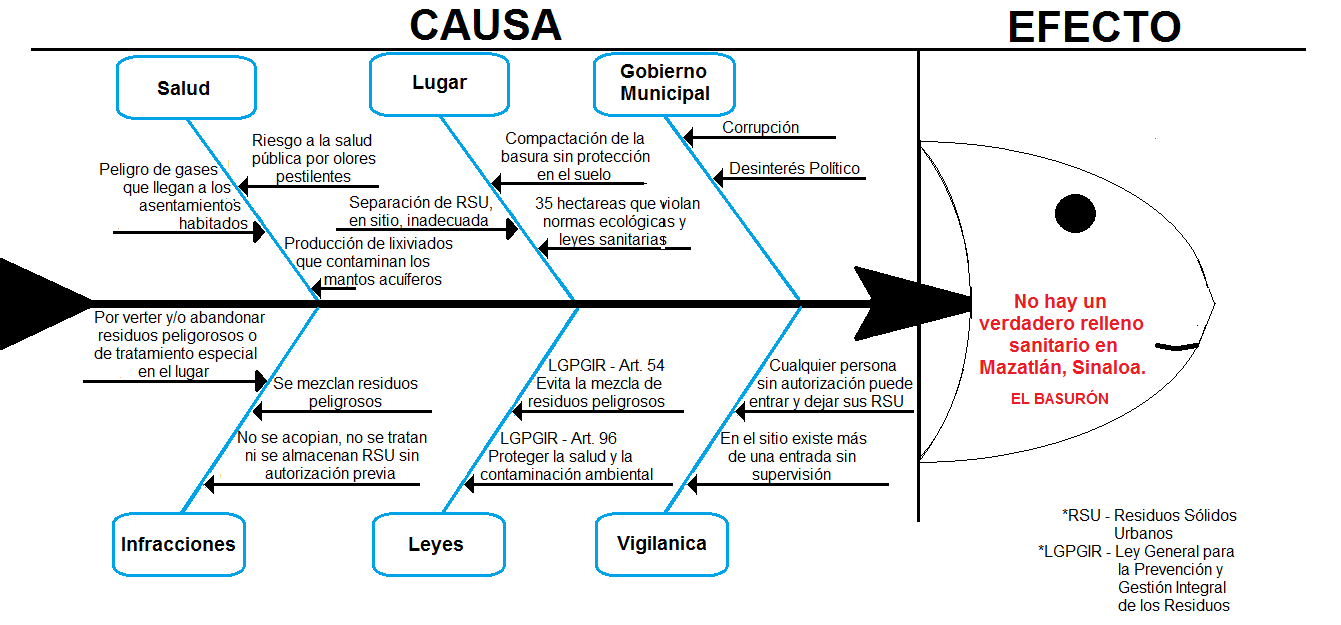 CAUSA
EFECTO
Salud
Lugar
Gobierno
Municipal
Riesgo a la salud
pública por olores
pestilentes
Peligro de gases
que llegan a los
asentamientos
habitados
Producción de lixiviados
que contaminan los
mantos acuíferos
Compactación de la
basura sin protección
en el suelo
Separación de RSU,
en sitio, inadecuada
35 hectareas que violan
normas ecológicas y
leyes sanitarias
Corrupción
Desinterés Político
Por verter y/o abandonar
residuos peligorosos o
de tratamiento especial
en el lugar
Se mezclan residuos
peligrosos
No se acopian, no se tratan
ni se almacenan RSU sin
autorización previa
LGPGIR - Art. 54
Evita la mezcla de
residuos peligrosos
LGPGIR - Art. 96
Proteger la salud y la
contaminación ambiental
Cualquier persona
sin autorización puede
entrar y dejar sus RSU
En el sitio existe más
de una entrada sin
supervisión
Infracciones
Leyes
Vigilanica
No hay un
verdadero relleno
sanitario en
Mazatlán, Sinaloa.
EL BASURÓN
*RSU - Residuos Sólidos
Urbanos
*LGPGIR - Ley General para
la Prevención y
Gestión Integral
de los Residuos